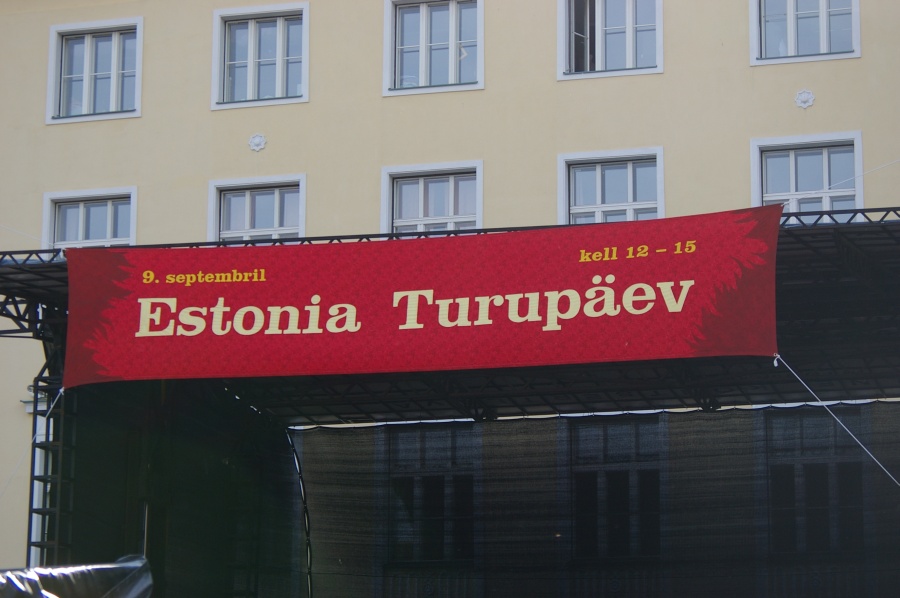 9. septembril
kell 12 – 15
Estonia Turupäev